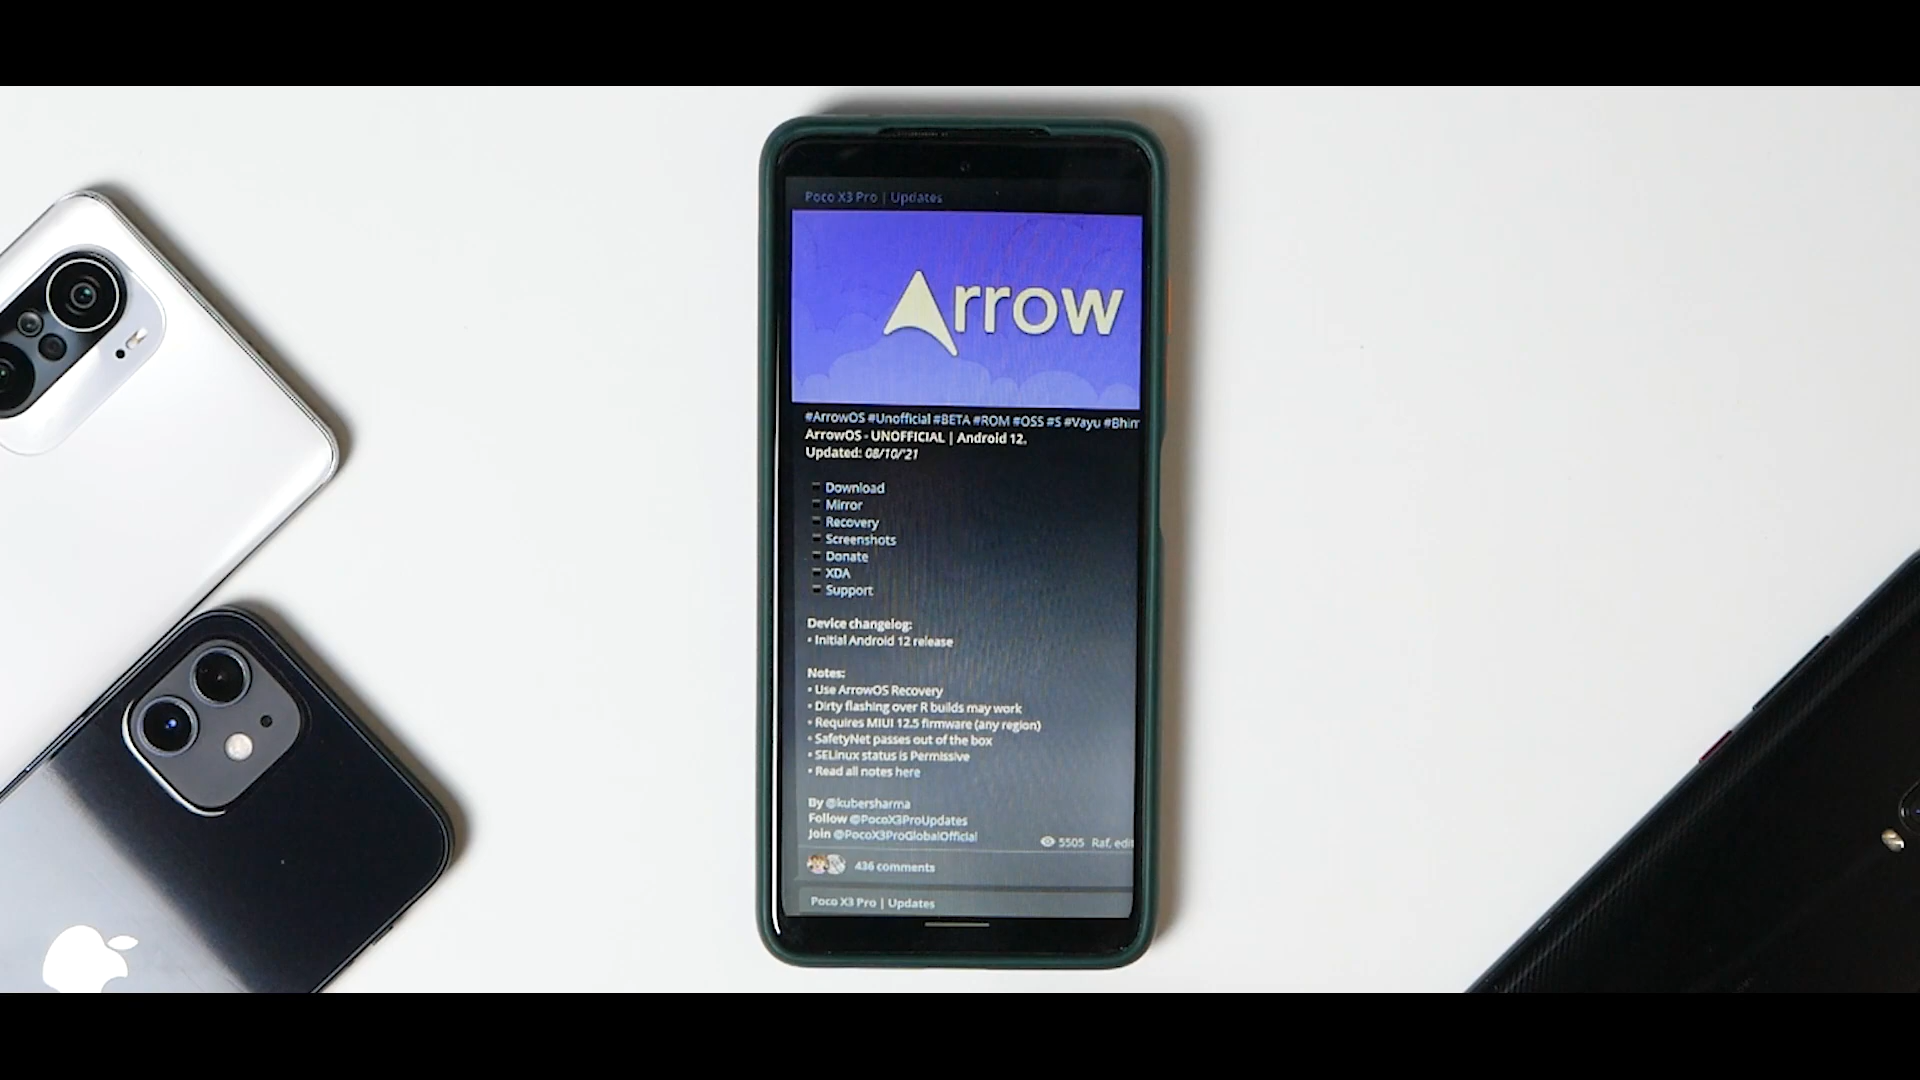 Poco X3 Pro | Updates
Arrow
#ArrowOS #Unofficial #BETA #ROM #OSS #S #Vayu #Bhim
ArrowOS - UNOFFICIAL | Android 12.
Updated: 08/10/'21
Download
Mirror
Recovery
Screenshots
Donate
XDA
Support
Device changelog:
• Initial Android 12 release
Notes:
• Use ArrowOS Recovery
• Dirty flashing over R builds may work
• Requires MIUI 12.5 firmware (any region)
• SafetyNet passes out of the box
• SELinux status is Permissive
• Read all notes here
By @kubersharma
Follow @PocoX3ProUpdates
Join @PocoX3ProGlobalOfficial
5505 Raf, edit
436 comments
Poco X3 Pro | Updates